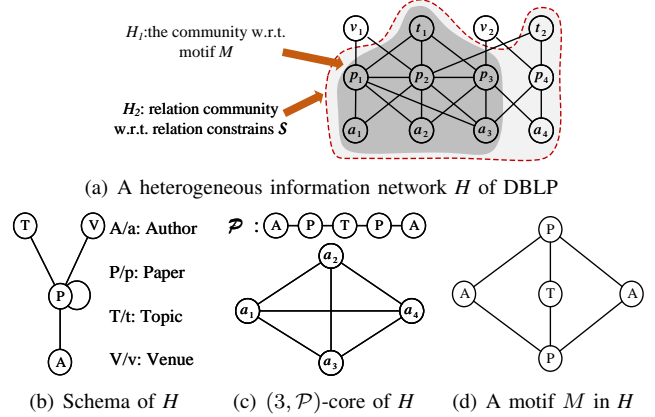 H₁:the community w.r.t.
motif M
H₂: relation community
w.r.t. relation constrains S
v₁ t₁ v₂ t₂
p₁ p₂ p₃ p₄
a₁ a₂ a₃ a₄
(a) A heterogeneous information network H of DBLP
T V
P
A
A/a: Author
P/p: Paper
T/t: Topic
V/v: Venue
(b) Schema of H
𝒫 : A P T P A
a₂
a₁ a₄
a₃
(c) (3, 𝒫)-core of H
P
A T A
P
(d) A motif M in H